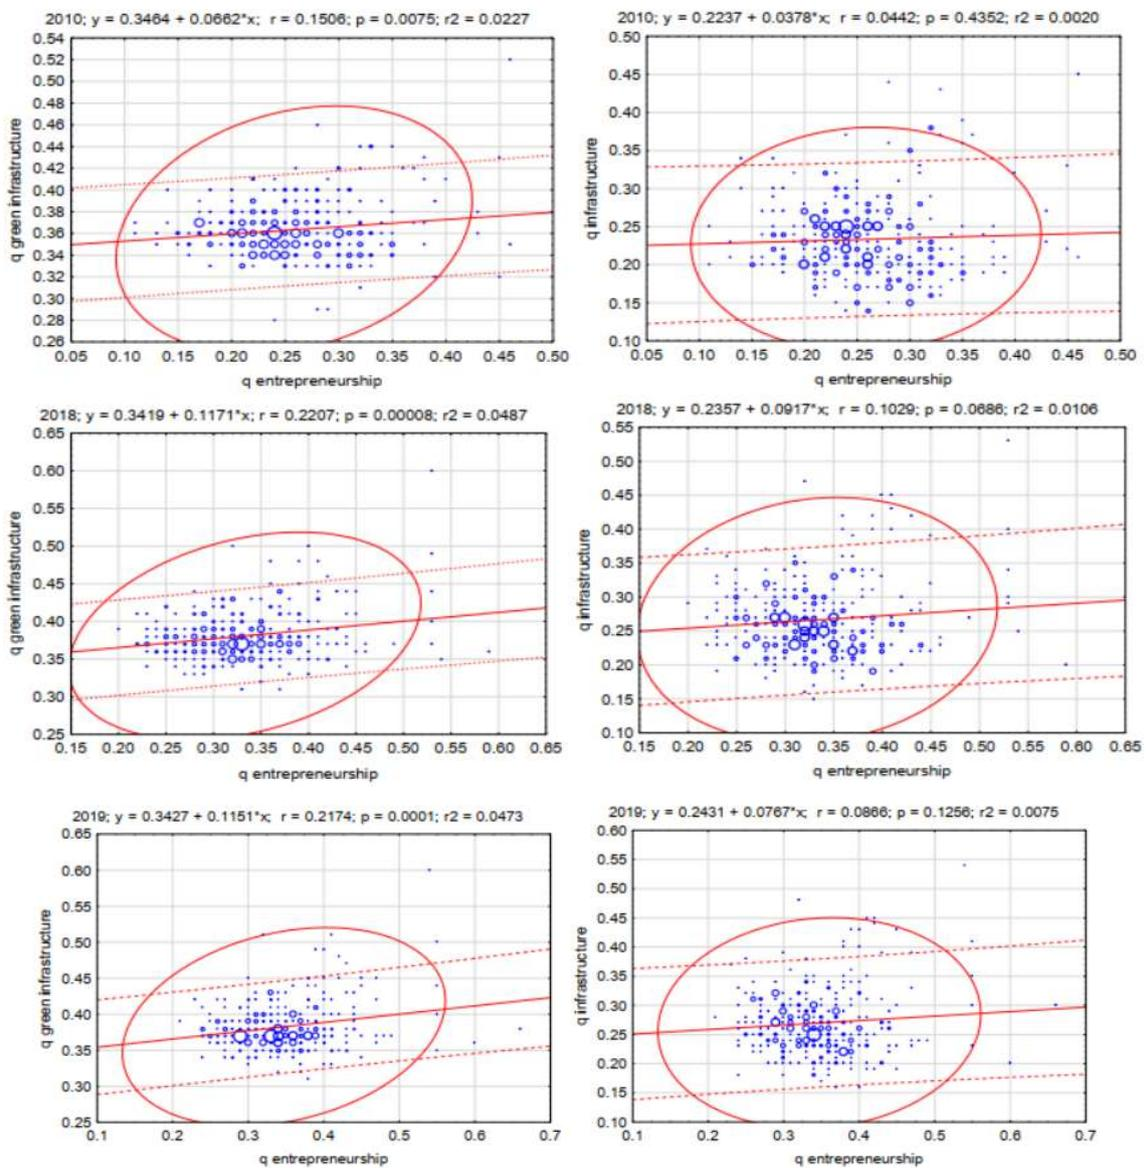 2010; y = 0.3464 + 0.0662*x; r = 0.1506; p = 0.0075; r2 = 0.0227
0.54
0.52
0.50
0.48
0.46
0.44
0.42
0.40
0.38
0.36
0.34
0.32
0.30
0.28
0.26
q green infrastructure
0.05 0.10 0.15 0.20 0.25 0.30 0.35 0.40 0.45 0.50
q entrepreneurship
2010; y = 0.2237 + 0.0378*x; r = 0.0442; p = 0.4352; r2 = 0.0020
0.50
0.45
0.40
0.35
0.30
0.25
0.20
0.15
0.10
q infrastructure
0.05 0.10 0.15 0.20 0.25 0.30 0.35 0.40 0.45 0.50
q entrepreneurship
2018; y = 0.3419 + 0.1171*x; r = 0.2207; p = 0.00008; r2 = 0.0487
0.65
0.60
0.55
0.50
0.45
0.40
0.35
0.30
0.25
q green infrastructure
0.15 0.20 0.25 0.30 0.35 0.40 0.45 0.50 0.55 0.60 0.65
q entrepreneurship
2018; y = 0.2357 + 0.0917*x; r = 0.1029; p = 0.0686; r2 = 0.0106
0.55
0.50
0.45
0.40
0.35
0.30
0.25
0.20
0.15
0.10
q infrastructure
0.15 0.20 0.25 0.30 0.35 0.40 0.45 0.50 0.55 0.60 0.65
q entrepreneurship
2019; y = 0.3427 + 0.1151*x; r = 0.2174; p = 0.0001; r2 = 0.0473
0.65
0.60
0.55
0.50
0.45
0.40
0.35
0.30
0.25
q green infrastructure
0.1 0.2 0.3 0.4 0.5 0.6 0.7
q entrepreneurship
2019; y = 0.2431 + 0.0767*x; r = 0.0866; p = 0.1256; r2 = 0.0075
0.60
0.55
0.50
0.45
0.40
0.35
0.30
0.25
0.20
0.15
0.10
q infrastructure
0.1 0.2 0.3 0.4 0.5 0.6 0.7
q entrepreneurship